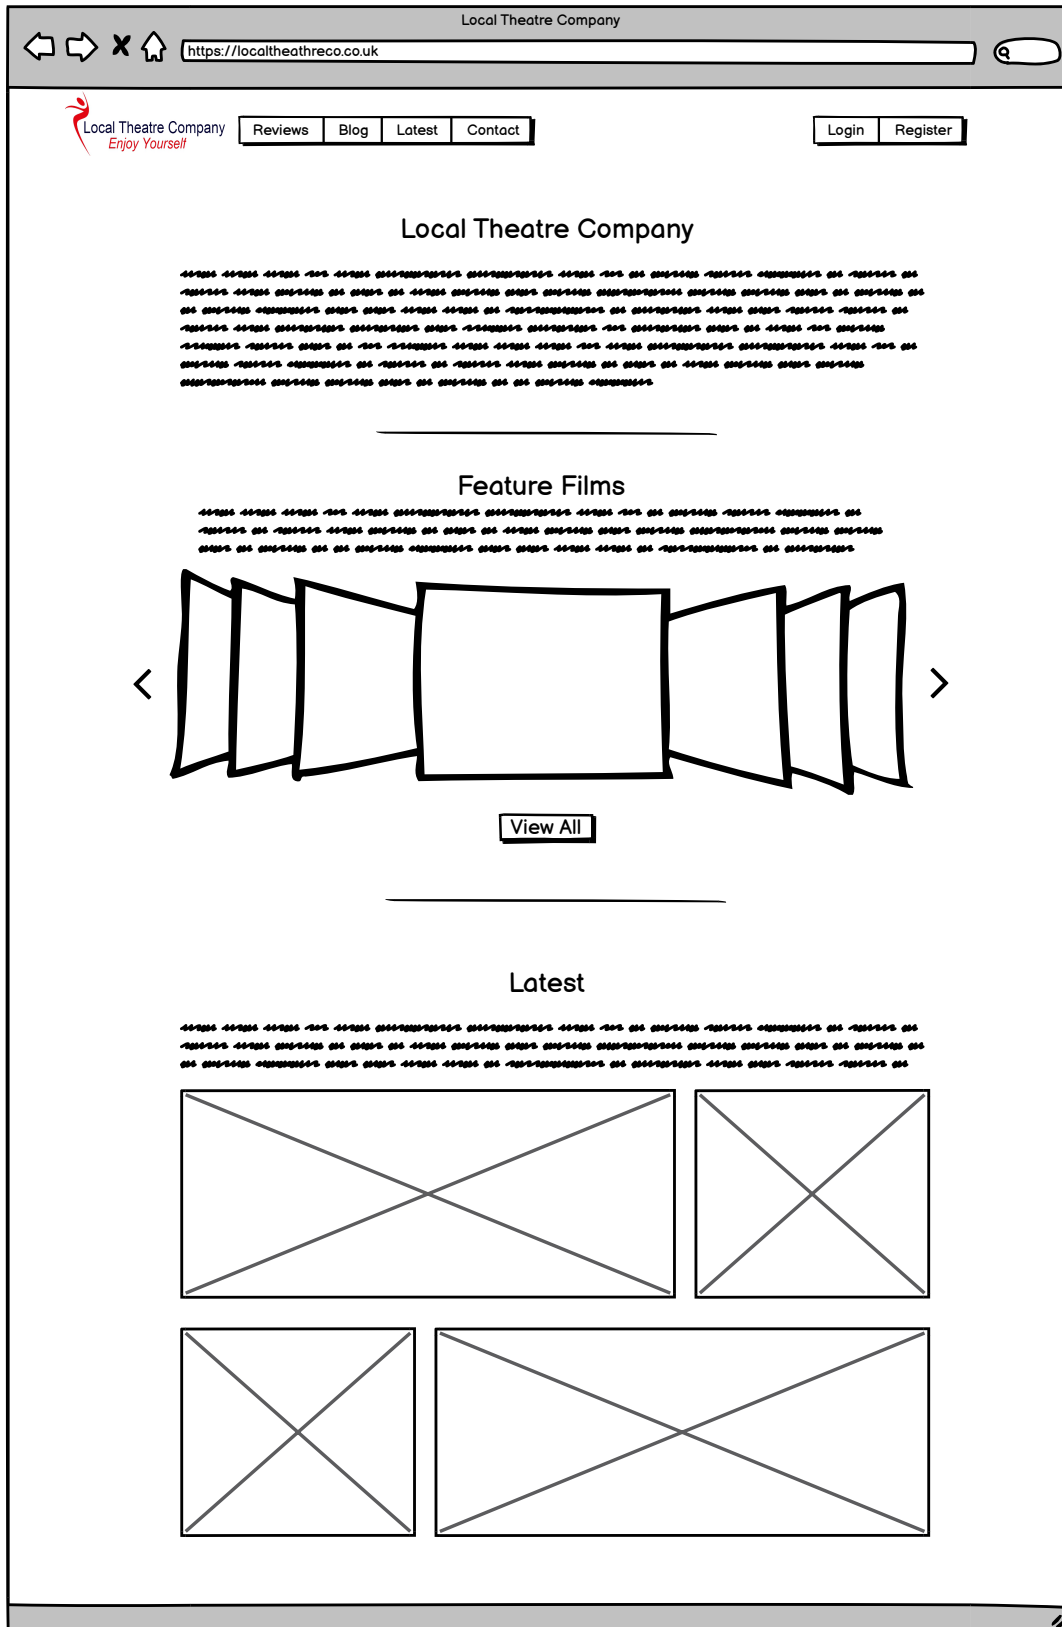 Local Theatre Company
https://localtheathreco.co.uk
Local Theatre Company
Enjoy Yourself
Reviews Blog Latest Contact
Login Register
Local Theatre Company
Feature Films
View All
Latest